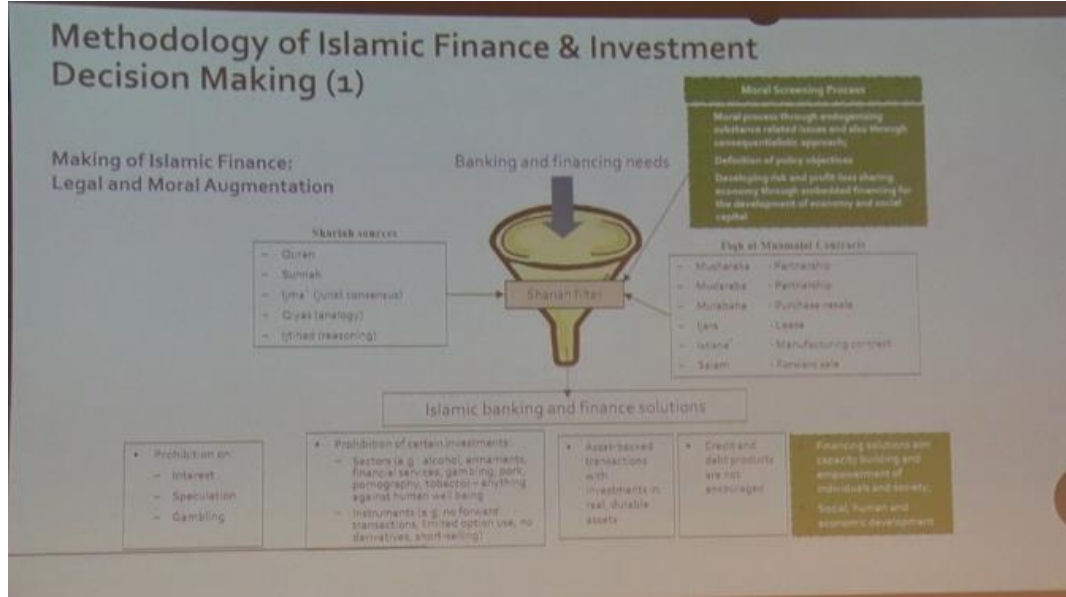 Methodology of Islamic Finance & Investment
Decision Making (1)
Making of Islamic Finance:
Legal and Moral Augmentation
Banking and financing needs
Moral Screening Process
Moral process through endogenising
substance related issues and also through
consequentialistic approach;
Definition of policy objectives
Developing risk and profit-loss sharing
economy through embedded financing for
the development of economy and social
capital
Shariah sources
– Quran
– Sunnah
– Ijma` (jurist consensus)
– Qiyas (analogy)
– Ijtihad (reasoning)
Shariah filter
Fiqh al Muamalat Contracts
– Musharaka - Partnership
– Mudaraba - Partnership
– Murabaha - Purchase resale
– Ijara - Lease
– Istisna` - Manufacturing contract
– Salam - Forward sale
Islamic banking and finance solutions
• Prohibition on:
– Interest
– Speculation
– Gambling
• Prohibition of certain investments:
– Sectors (e.g. alcohol, armaments,
financial services, gambling, pork,
pornography, tobacco) – anything
against human well being
– Instruments (e.g. no forward
transactions, limited option use, no
derivatives, short-selling)
• Asset-backed
transactions
with
investments in
real, durable
assets
• Credit and
debt products
are not
encouraged
Financing solutions aim
capacity building and
empowerment of
individuals and society;
Social, human and
economic development